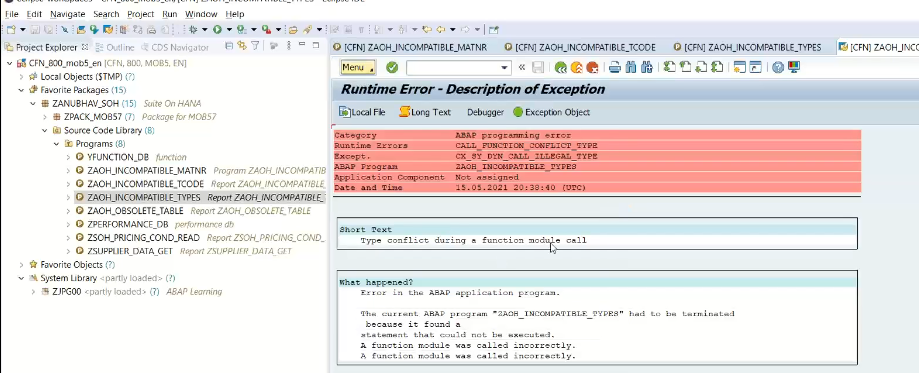 File Edit Navigate Search Project Run Window Help
Project Explorer Outline CDS Navigator
CFN_800_mob5_en [CFN, 800, MOB5, EN]
Local Objects ($TMP) (?)
Favorite Packages (15)
ZANUBHAV_SOH (15) Suite On HANA
ZPACK_MOB57 (7) Package for MOB57
Source Code Library (8)
Programs (8)
YFUNCTION_DB function
ZAOH_INCOMPATIBLE_MATNR Program ZAOH_INCOMPATIB
ZAOH_INCOMPATIBLE_TCODE Report ZAOH_INCOMPATIBLE_
ZAOH_INCOMPATIBLE_TYPES Report ZAOH_INCOMPATIBLE_
ZAOH_OBSOLETE_TABLE Report ZAOH_OBSOLETE_TABLE
ZPERFORMANCE_DB performance db
ZSOH_PRICING_COND_READ Report ZSOH_PRICING_COND_
ZSUPPLIER_DATA_GET Report ZSUPPLIER_DATA_GET
Favorite Objects (?)
System Library <partly loaded> (?)
ZJPG00 <partly loaded> (?) ABAP Learning
[CFN] ZAOH_INCOMPATIBLE_MATNR [CFN] ZAOH_INCOMPATIBLE_TCODE [CFN] ZAOH_INCOMPATIBLE_TYPES [CFN] ZAOH_INC
Menu
Runtime Error - Description of Exception
Local File Long Text Debugger Exception Object
Category ABAP programming error
Runtime Errors CALL_FUNCTION_CONFLICT_TYPE
Except. CX_SY_DYN_CALL_ILLEGAL_TYPE
ABAP Program ZAOH_INCOMPATIBLE_TYPES
Application Component Not assigned
Date and Time 15.05.2021 20:38:40 (UTC)
Short Text
Type conflict during a function module call
What happened?
Error in the ABAP application program.
The current ABAP program "ZAOH_INCOMPATIBLE_TYPES" had to be terminated
because it found a
statement that could not be executed.
A function module was called incorrectly.
A function module was called incorrectly.